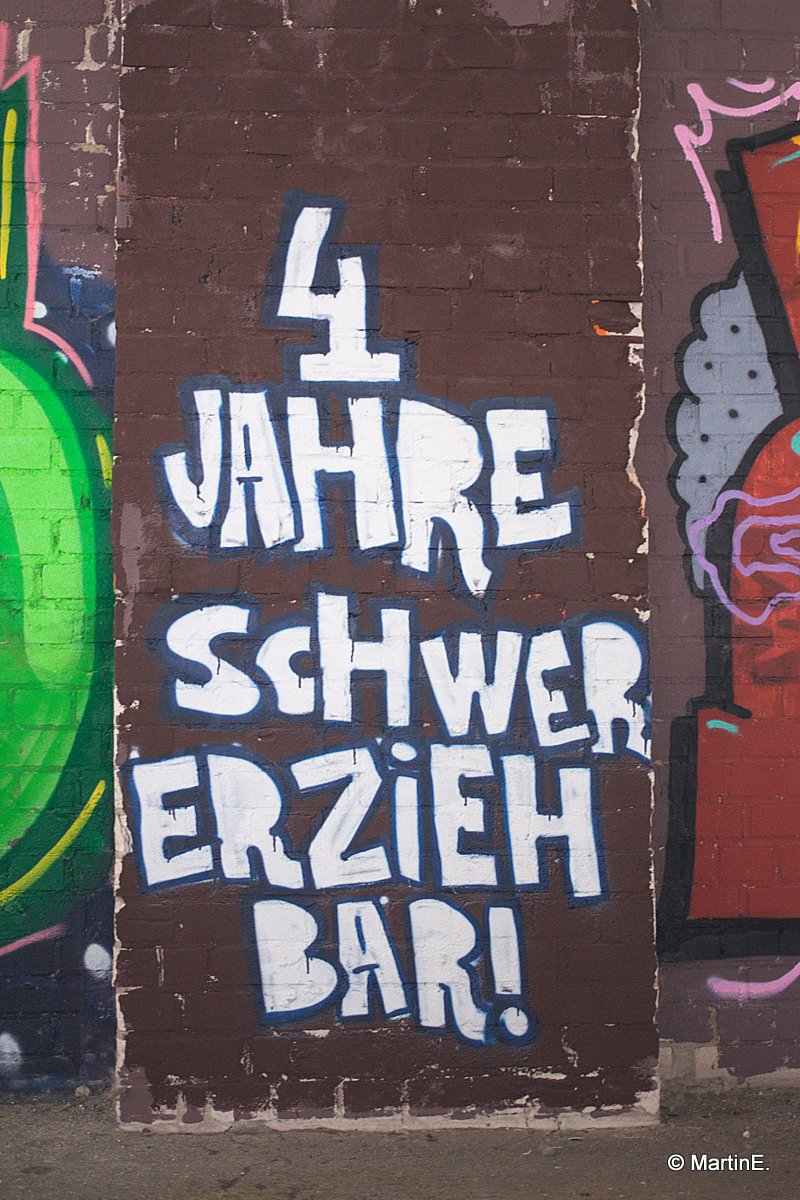 4
JAHRE
SCHWER
ERZiEH
BAR!
© MartinE.